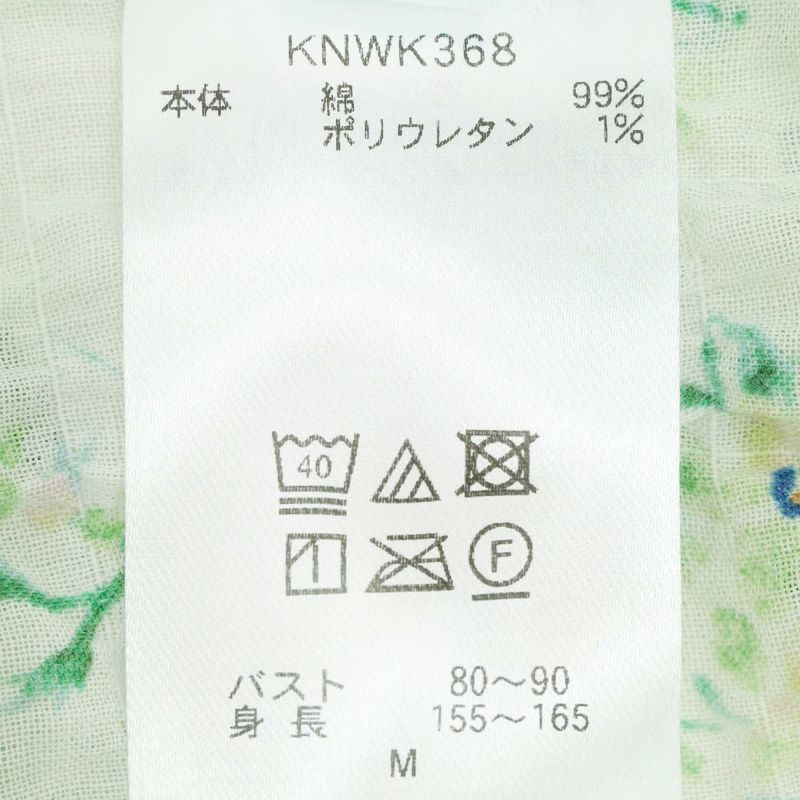 KNWK368
本体 綿 99%
ポリウレタン 1%
40
F
バスト 80〜90
身長 155〜165
M